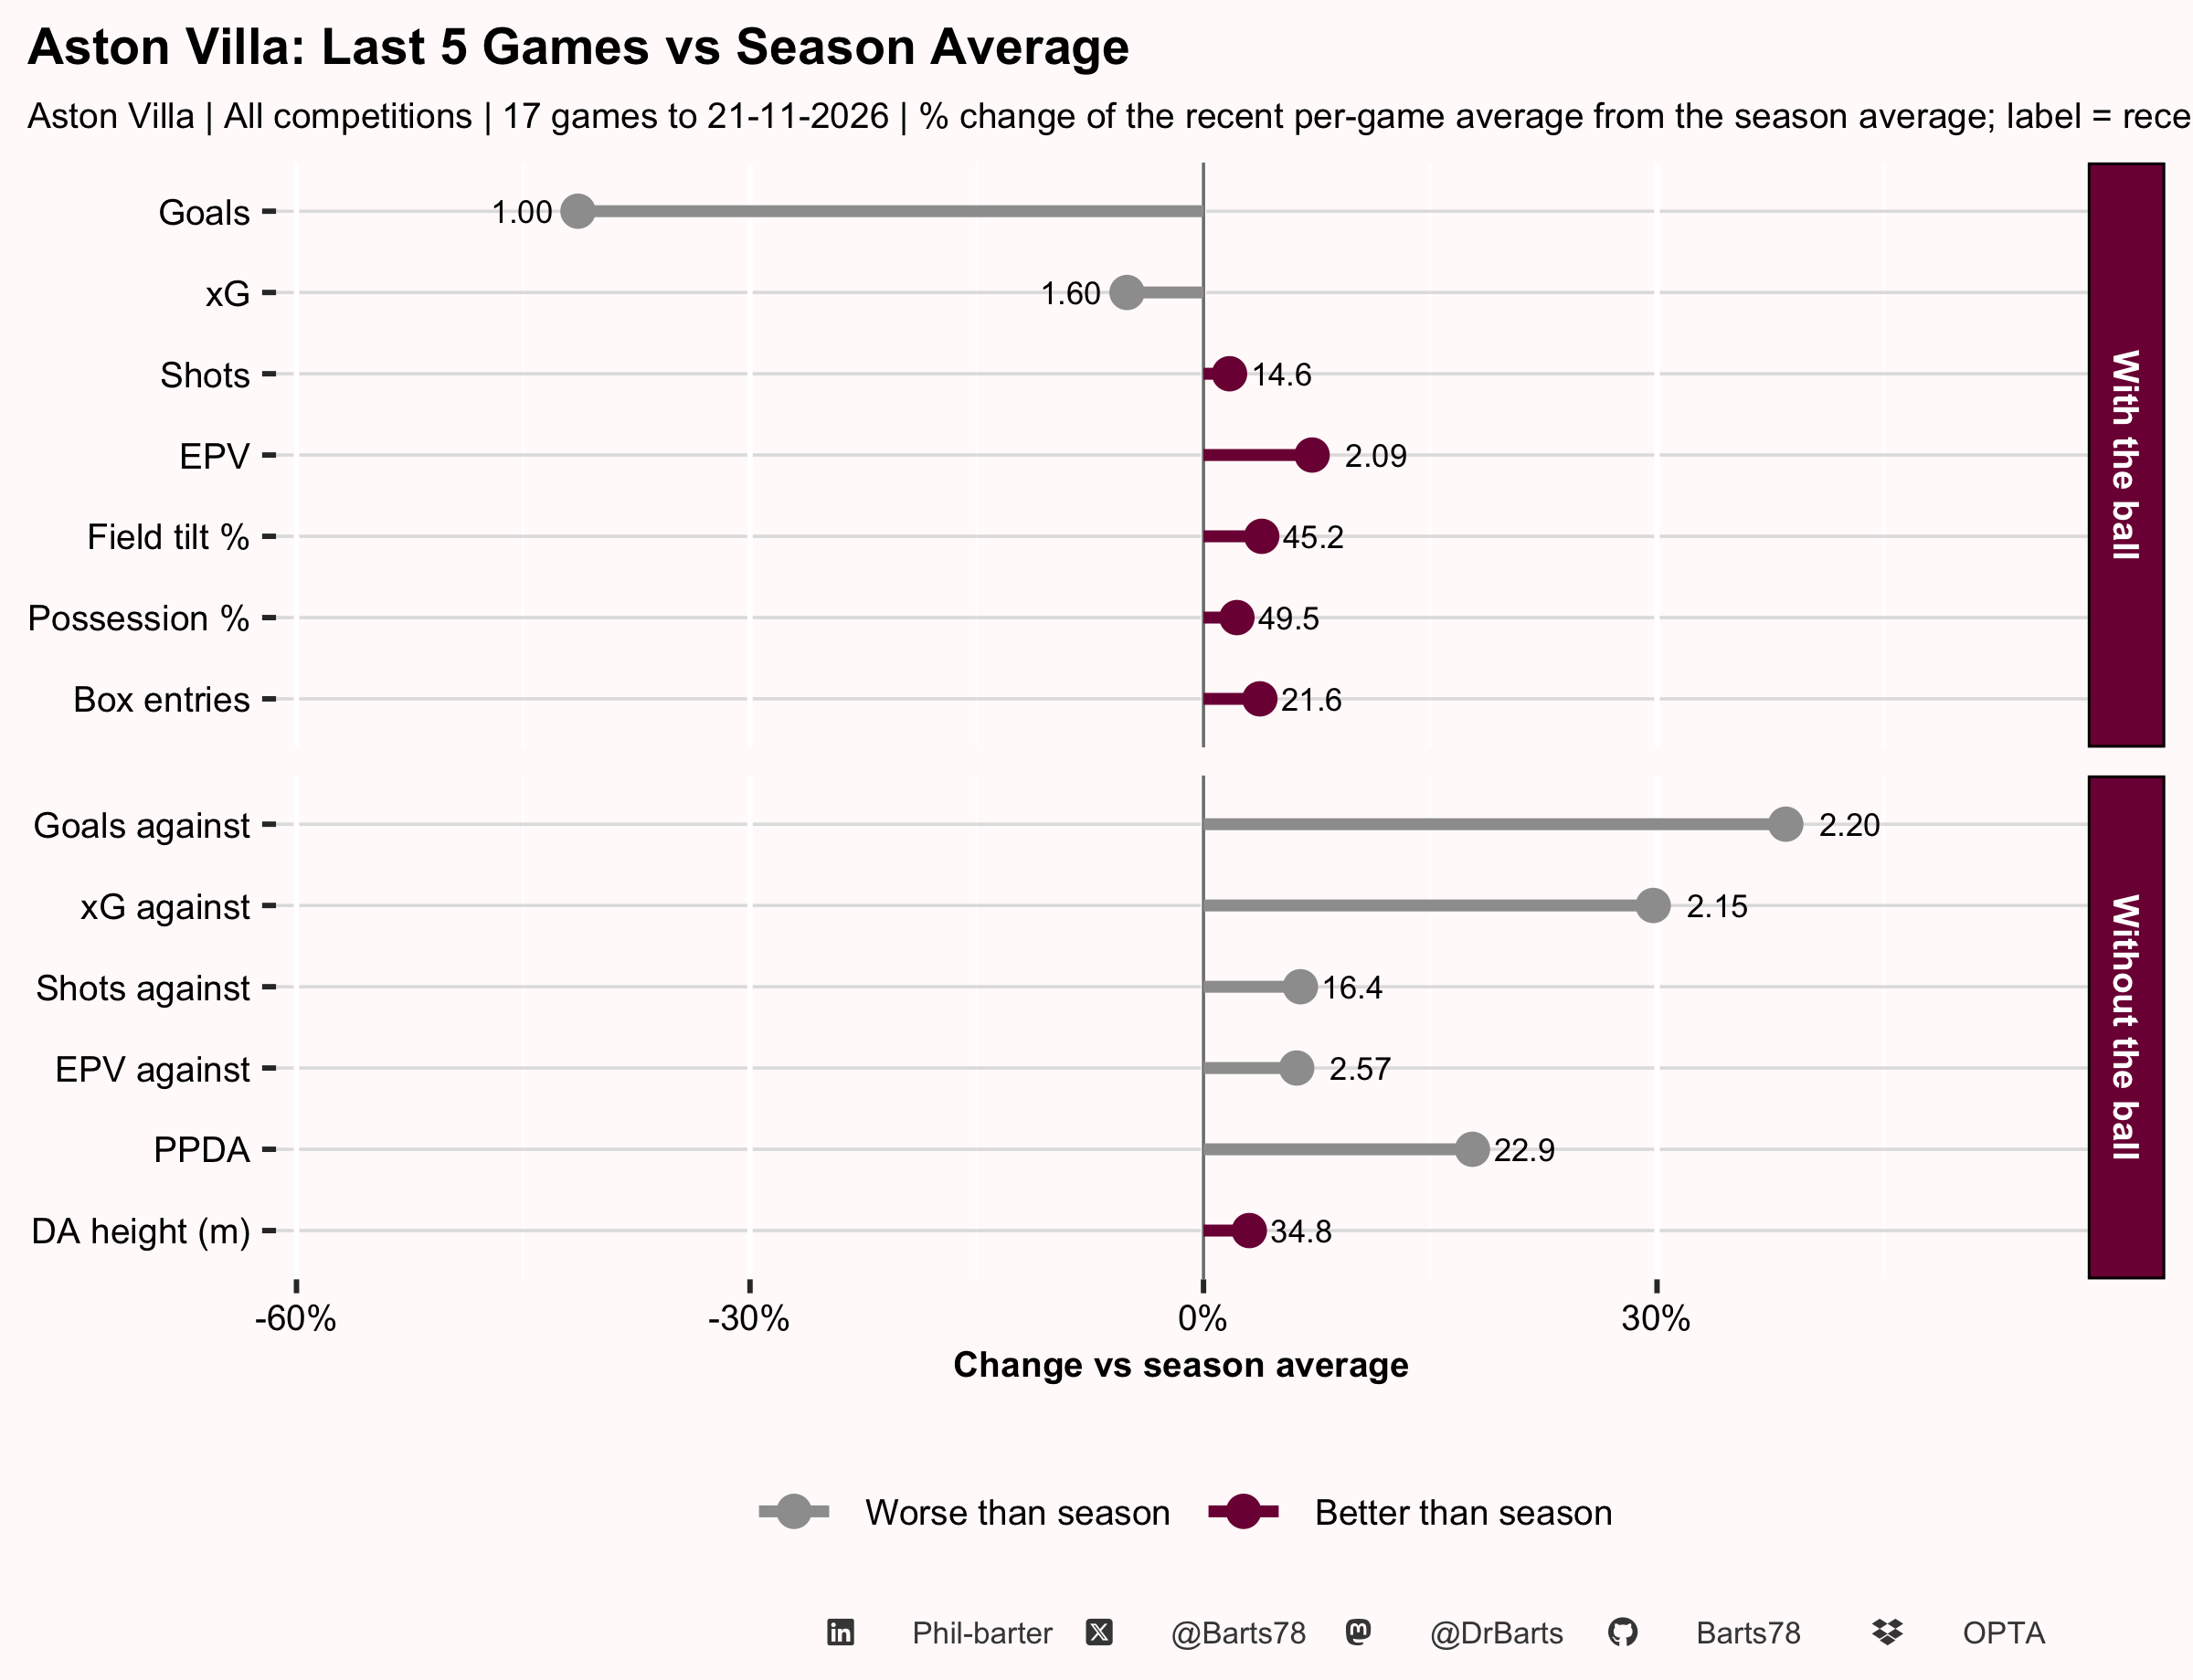 Aston Villa: Last 5 Games vs Season Average
Aston Villa | All competitions | 17 games to 21-11-2026 | % change of the recent per-game average from the season average; label = rece
Goals
1.00
xG
1.60
Shots
14.6
EPV
2.09
Field tilt %
45.2
Possession %
49.5
Box entries
21.6
With the ball
Goals against
2.20
xG against
2.15
Shots against
16.4
EPV against
2.57
PPDA
22.9
DA height (m)
34.8
Without the ball
-60% -30% 0% 30%
Change vs season average
Worse than season Better than season
Phil-barter @Barts78 @DrBarts Barts78 OPTA